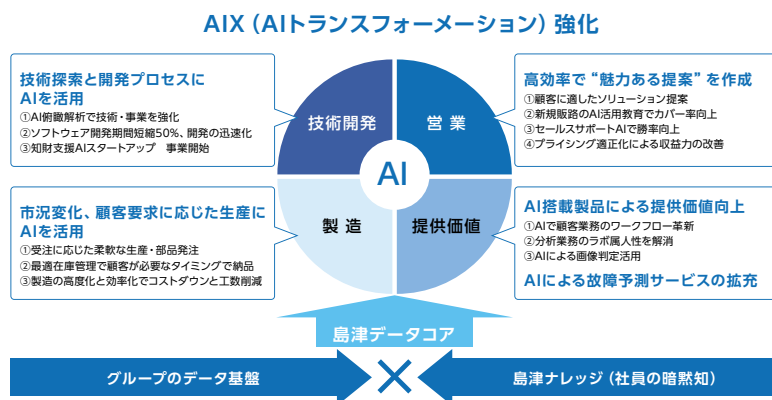 AIX（AIトランスフォーメーション）強化
技術探索と開発プロセスに
AIを活用
①AI俯瞰解析で技術・事業を強化
②ソフトウェア開発期間短縮50%、開発の迅速化
③知財支援AIスタートアップ　事業開始
技術開発
営業
高効率で“魅力ある提案”を作成
①顧客に適したソリューション提案
②新規販路のAI活用教育でカバー率向上
③セールスサポートAIで勝率向上
④プライシング適正化による収益力の改善
AI
市況変化、顧客要求に応じた生産に
AIを活用
①受注に応じた柔軟な生産・部品発注
②最適在庫管理で顧客が必要なタイミングで納品
③製造の高度化と効率化でコストダウンと工数削減
製造
提供価値
AI搭載製品による提供価値向上
①AIで顧客業務のワークフロー革新
②分析業務のラボ属人性を解消
③AIによる画像判定活用
AIによる故障予測サービスの拡充
島津データコア
グループのデータ基盤
島津ナレッジ（社員の暗黙知）